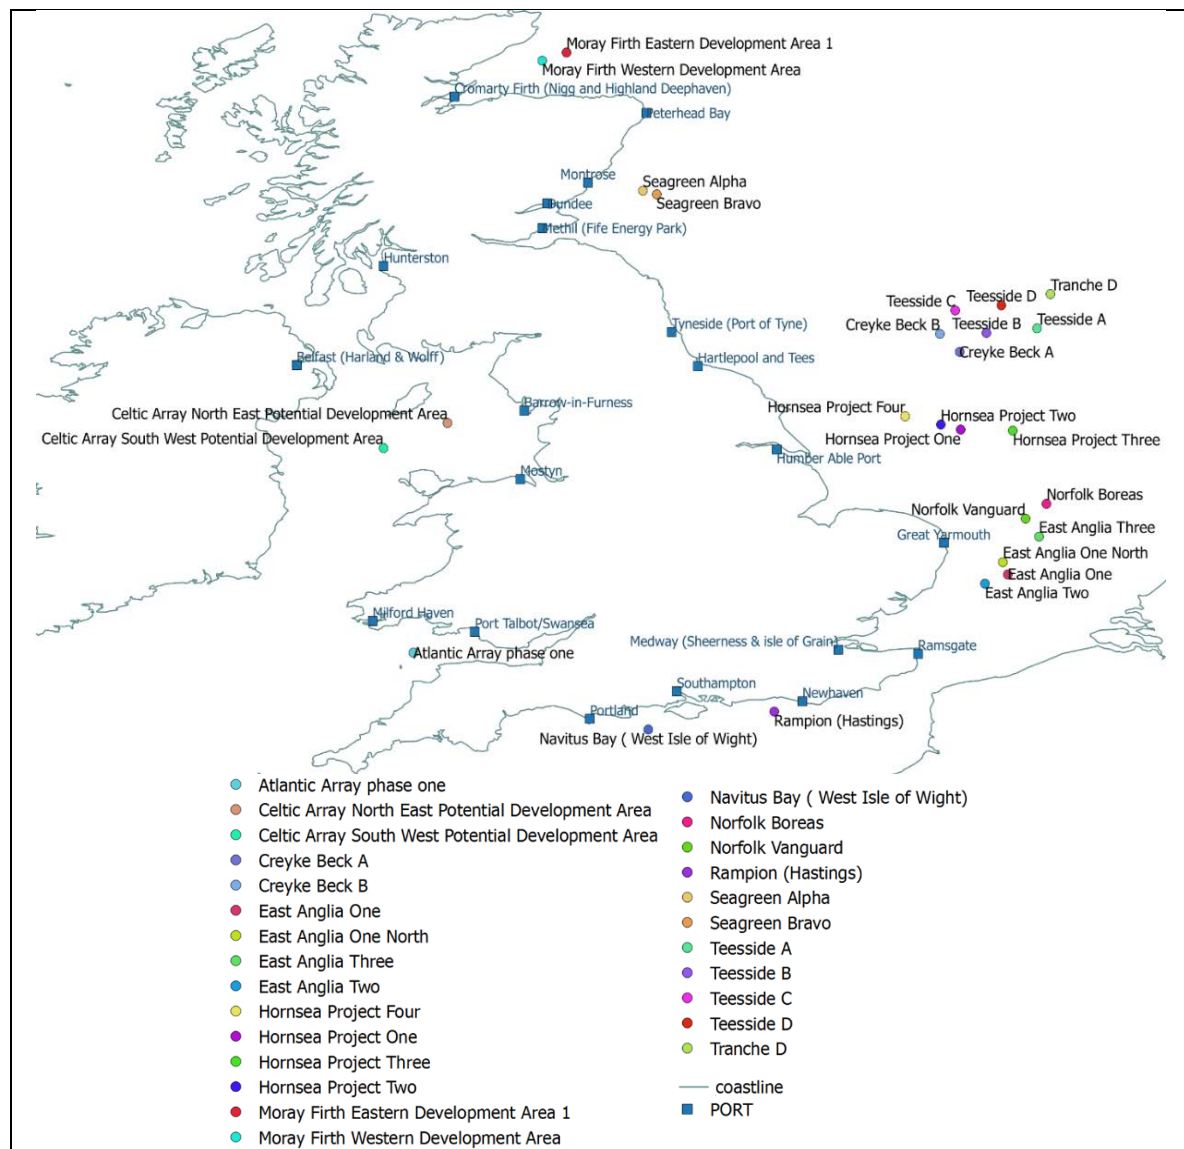 Moray Firth Eastern Development Area 1
Moray Firth Western Development Area
Cromarty Firth (Nigg and Highland Deephaven)
Peterhead Bay
Montrose
Seagreen Alpha
Dundee
Seagreen Bravo
Methil (Fife Energy Park)
Hunterston
Tranche D
Teesside C
Teesside D
Creyke Beck B
Teesside B
Teesside A
Tyneside (Port of Tyne)
Creyke Beck A
Belfast (Harland & Wolff)
Hartlepool and Tees
Barrow-in-Furness
Hornsea Project Four
Celtic Array North East Potential Development Area
Hornsea Project Two
Celtic Array South West Potential Development Area
Hornsea Project One
Hornsea Project Three
Humber Able Port
Mostyn
Norfolk Boreas
Norfolk Vanguard
East Anglia Three
Great Yarmouth
East Anglia One North
East Anglia One
East Anglia Two
Milford Haven
Port Talbot/Swansea
Medway (Sheerness & isle of Grain)
Ramsgate
Atlantic Array phase one
Southampton
Newhaven
Portland
Rampion (Hastings)
Navitus Bay ( West Isle of Wight)
Atlantic Array phase one
Celtic Array North East Potential Development Area
Celtic Array South West Potential Development Area
Creyke Beck A
Creyke Beck B
East Anglia One
East Anglia One North
East Anglia Three
East Anglia Two
Hornsea Project Four
Hornsea Project One
Hornsea Project Three
Hornsea Project Two
Moray Firth Eastern Development Area 1
Moray Firth Western Development Area
Navitus Bay ( West Isle of Wight)
Norfolk Boreas
Norfolk Vanguard
Rampion (Hastings)
Seagreen Alpha
Seagreen Bravo
Teesside A
Teesside B
Teesside C
Teesside D
Tranche D
coastline
PORT